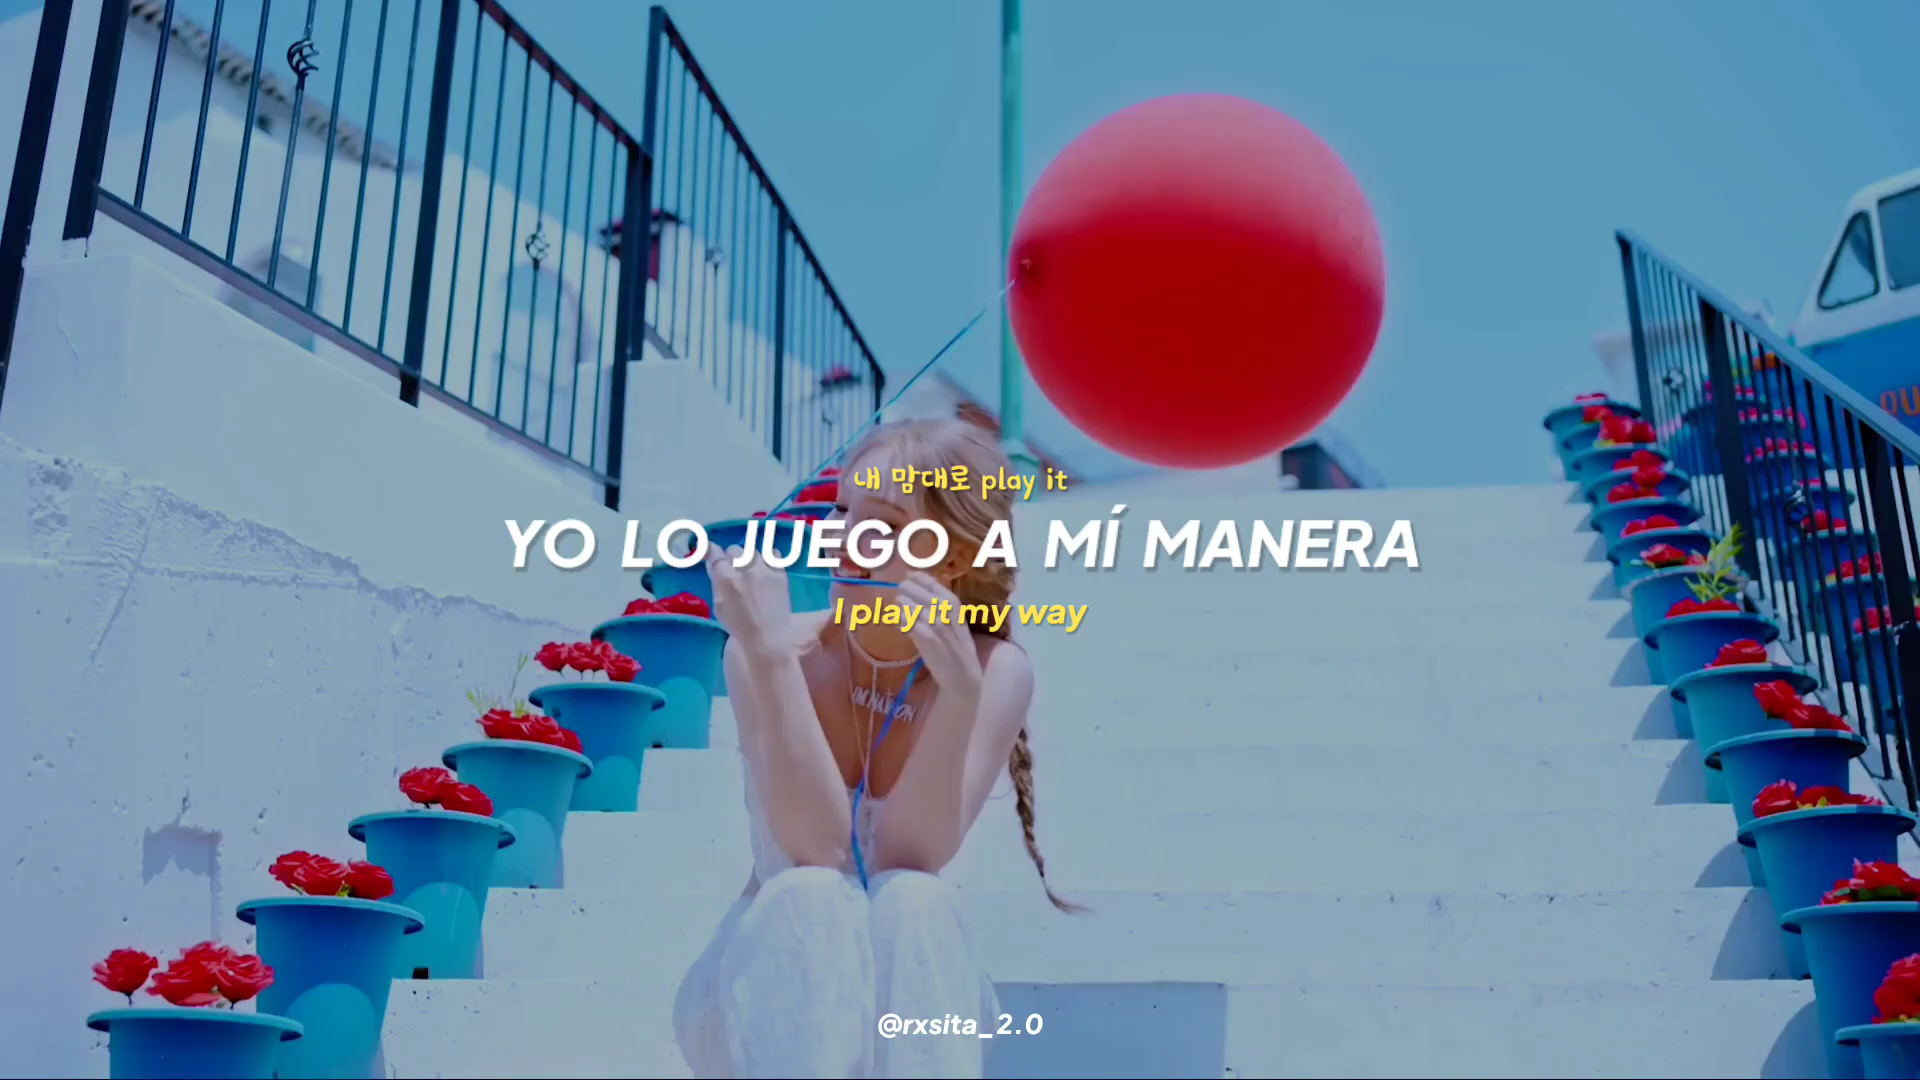 내 맘대로 play it
YO LO JUEGO A MÍ MANERA
I play it my way
@rxsita_2.0